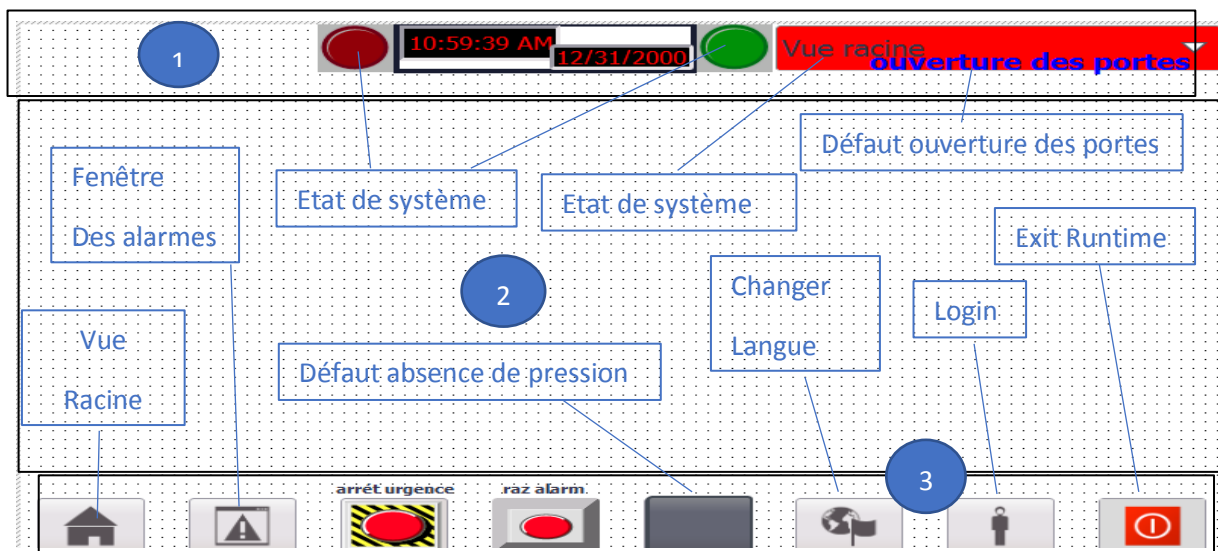 1
10:59:39 AM
12/31/2000
Vue racine
ouverture des portes
Défaut ouverture des portes
Fenêtre
Des alarmes
Etat de système
Etat de système
Exit Runtime
2
Changer
Langue
Login
Vue
Racine
Défaut absence de pression
3
arrét urgence
raz alarm.